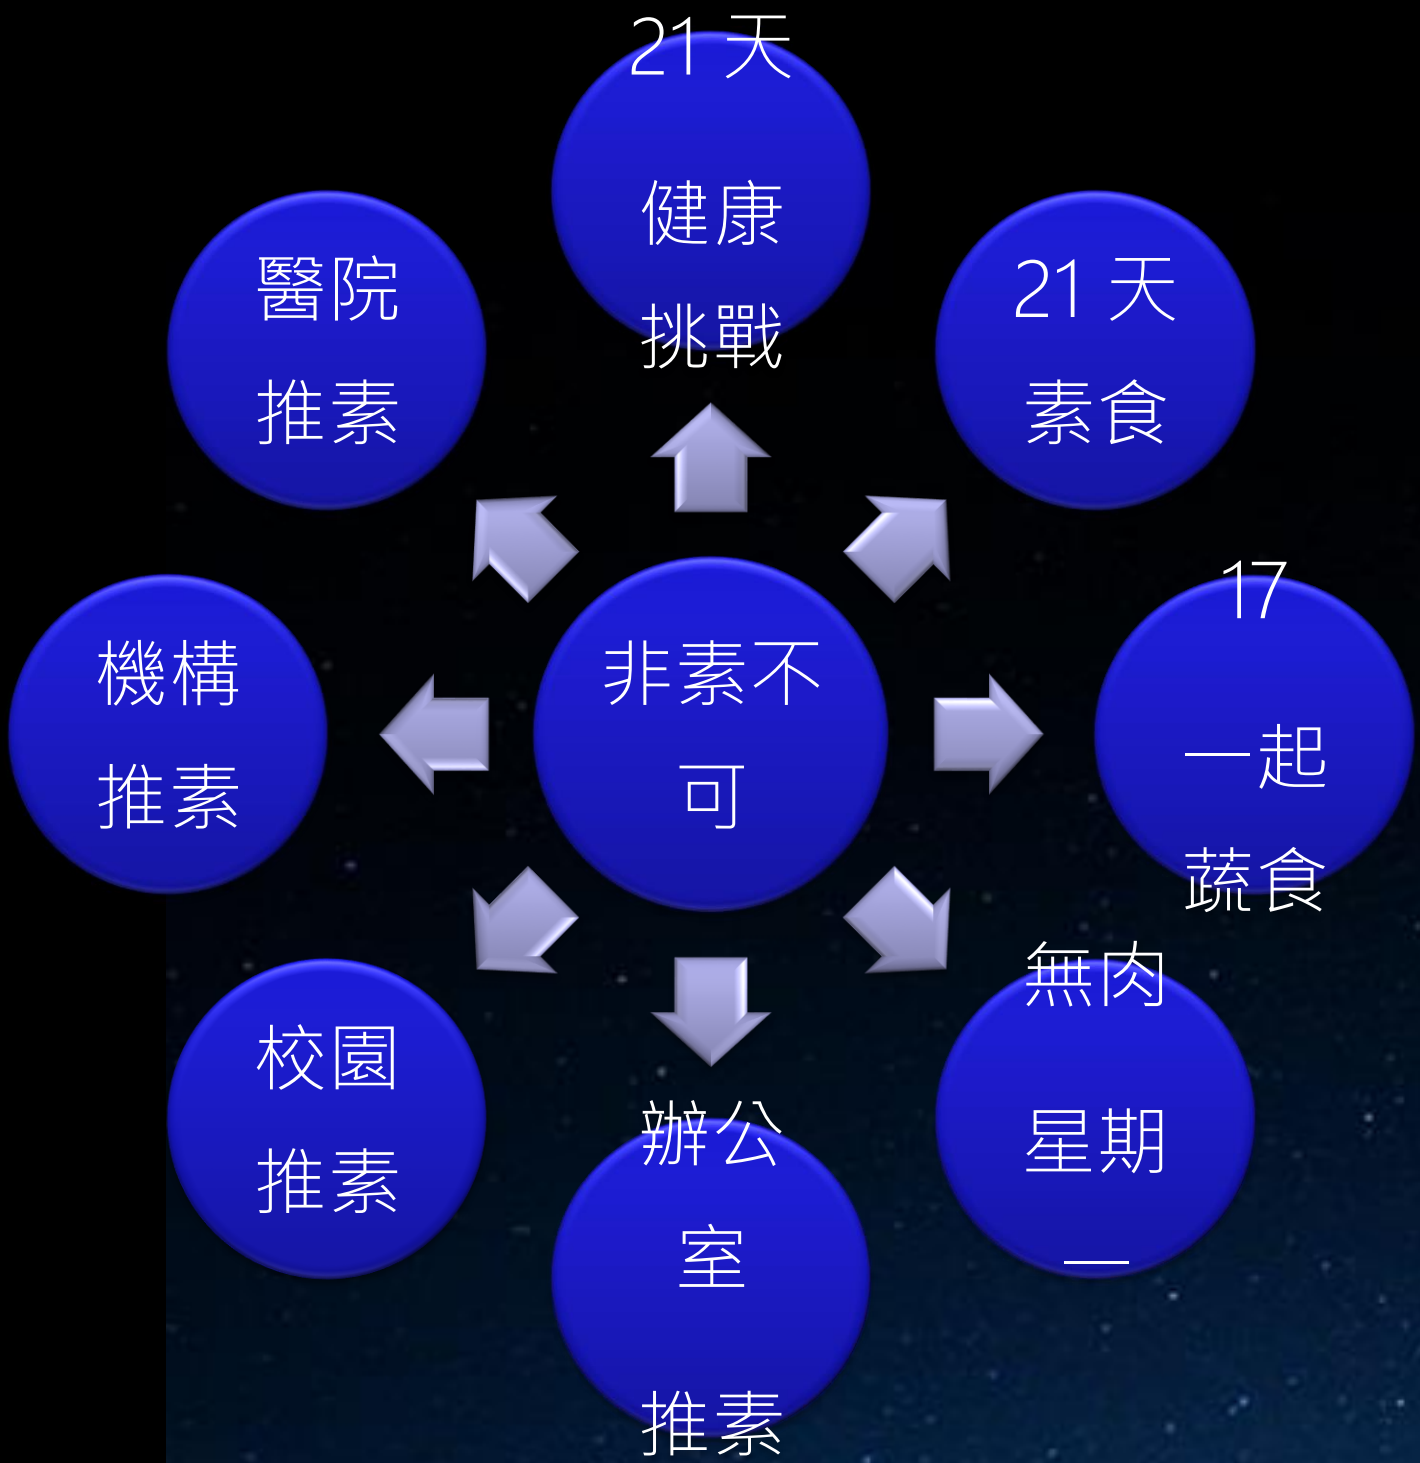 21 天
健康
挑戰
21 天
素食
17
一起
蔬食
無肉
星期
一
辦公
室
推素
校園
推素
機構
推素
醫院
推素
非素不
可